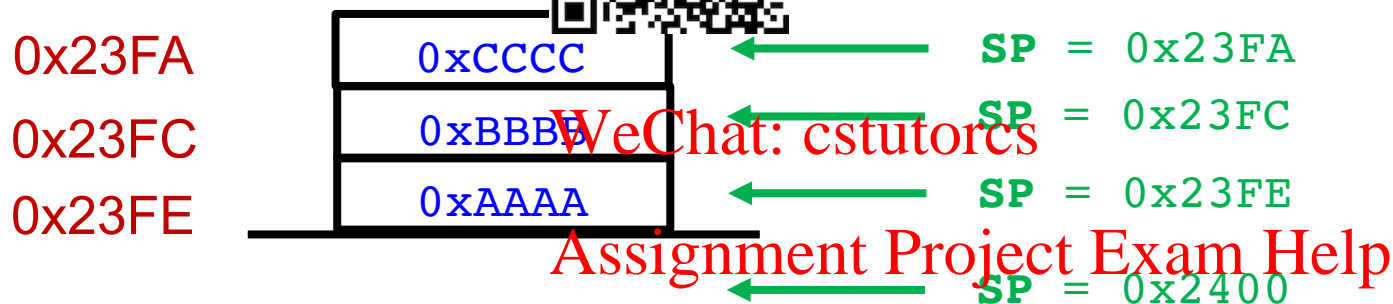 0x23FA 0xCCCC SP = 0x23FA
0x23FC 0xBBBB SP = 0x23FC
WeChat: cstutorcs
0x23FE 0xAAAA SP = 0x23FE
Assignment Project Exam Help
SP = 0x2400